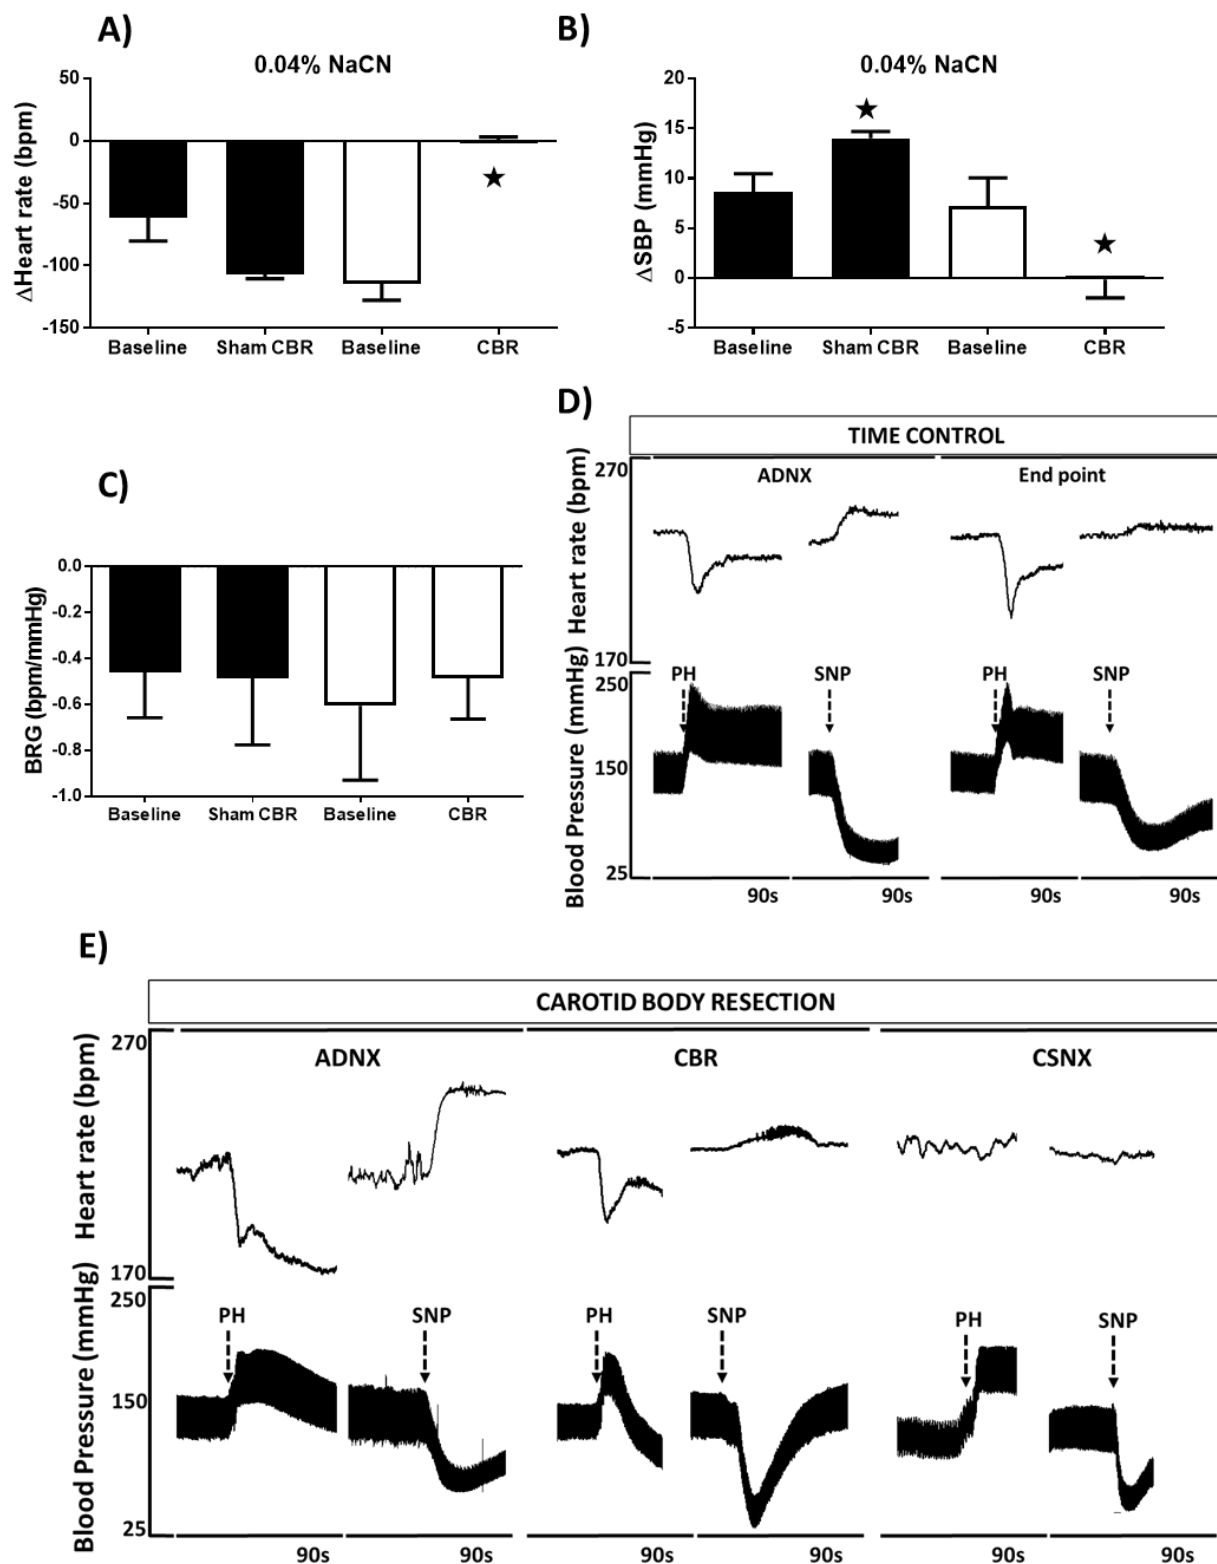 A)
0.04% NaCN
ΔHeart rate (bpm)
50
0
-50
-100
-150
Baseline
Sham CBR
Baseline
CBR
B)
0.04% NaCN
ΔSBP (mmHg)
20
15
10
5
0
-5
Baseline
Sham CBR
Baseline
CBR
C)
BRG (bpm/mmHg)
0.0
-0.2
-0.4
-0.6
-0.8
-1.0
Baseline
Sham CBR
Baseline
CBR
D)
TIME CONTROL
ADNX
End point
Heart rate (bpm)
270
170
Blood Pressure (mmHg)
250
150
25
PH
SNP
PH
SNP
90s
90s
90s
90s
E)
CAROTID BODY RESECTION
ADNX
CBR
CSNX
Heart rate (bpm)
270
170
Blood Pressure (mmHg)
250
150
25
PH
SNP
PH
SNP
PH
SNP
90s
90s
90s
90s
90s
90s